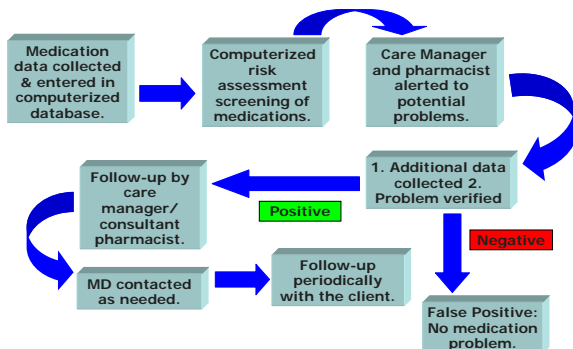 Medication
data collected
& entered in
computerized
database.
Computerized
risk
assessment
screening of
medications.
Care Manager
and pharmacist
alerted to
potential
problems.
1. Additional data
collected 2.
Problem verified
Positive
Follow-up by
care
manager/
consultant
pharmacist.
MD contacted
as needed.
Follow-up
periodically
with the client.
Negative
False Positive:
No medication
problem.